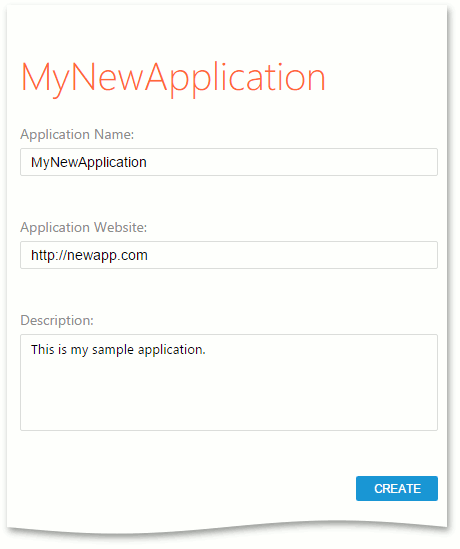 MyNewApplication
Application Name:
MyNewApplication
Application Website:
http://newapp.com
Description:
This is my sample application.
CREATE